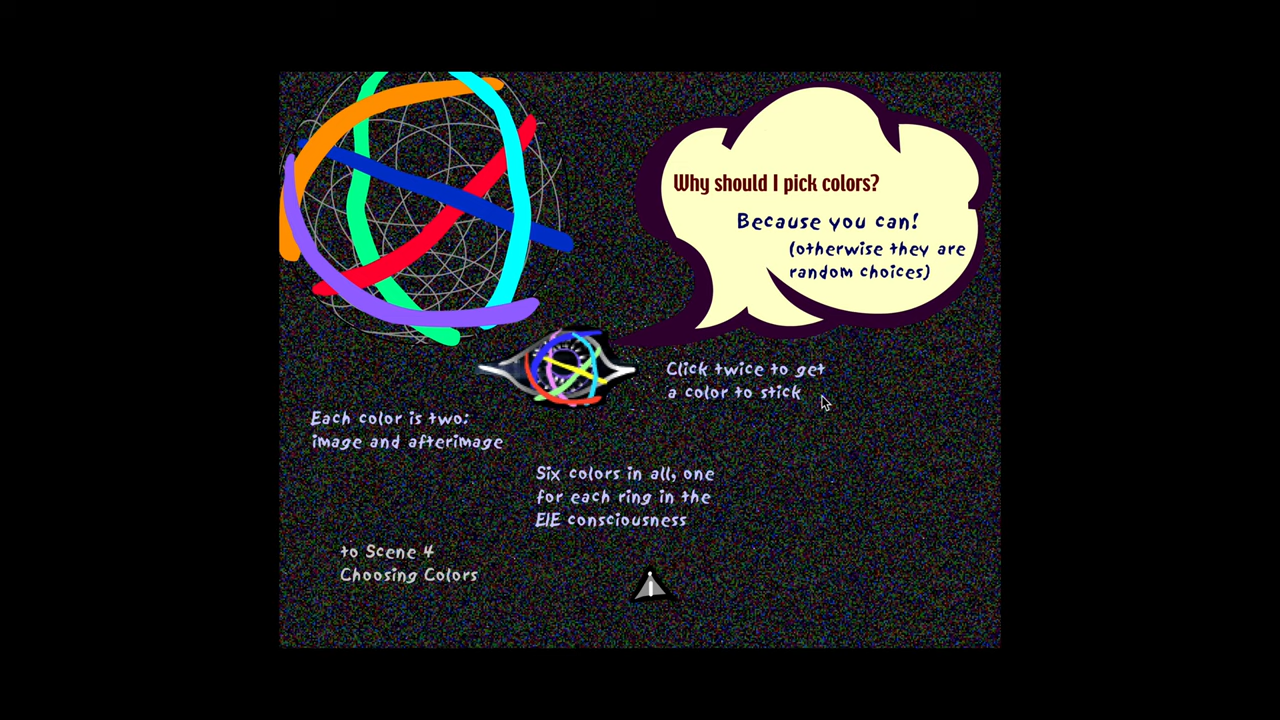 Why should I pick colors?
Because you can!
(otherwise they are
random choices)
Click twice to get
a color to stick
Each color is two:
image and afterimage
Six colors in all, one
for each ring in the
EIE consciousness
to Scene 4
Choosing Colors